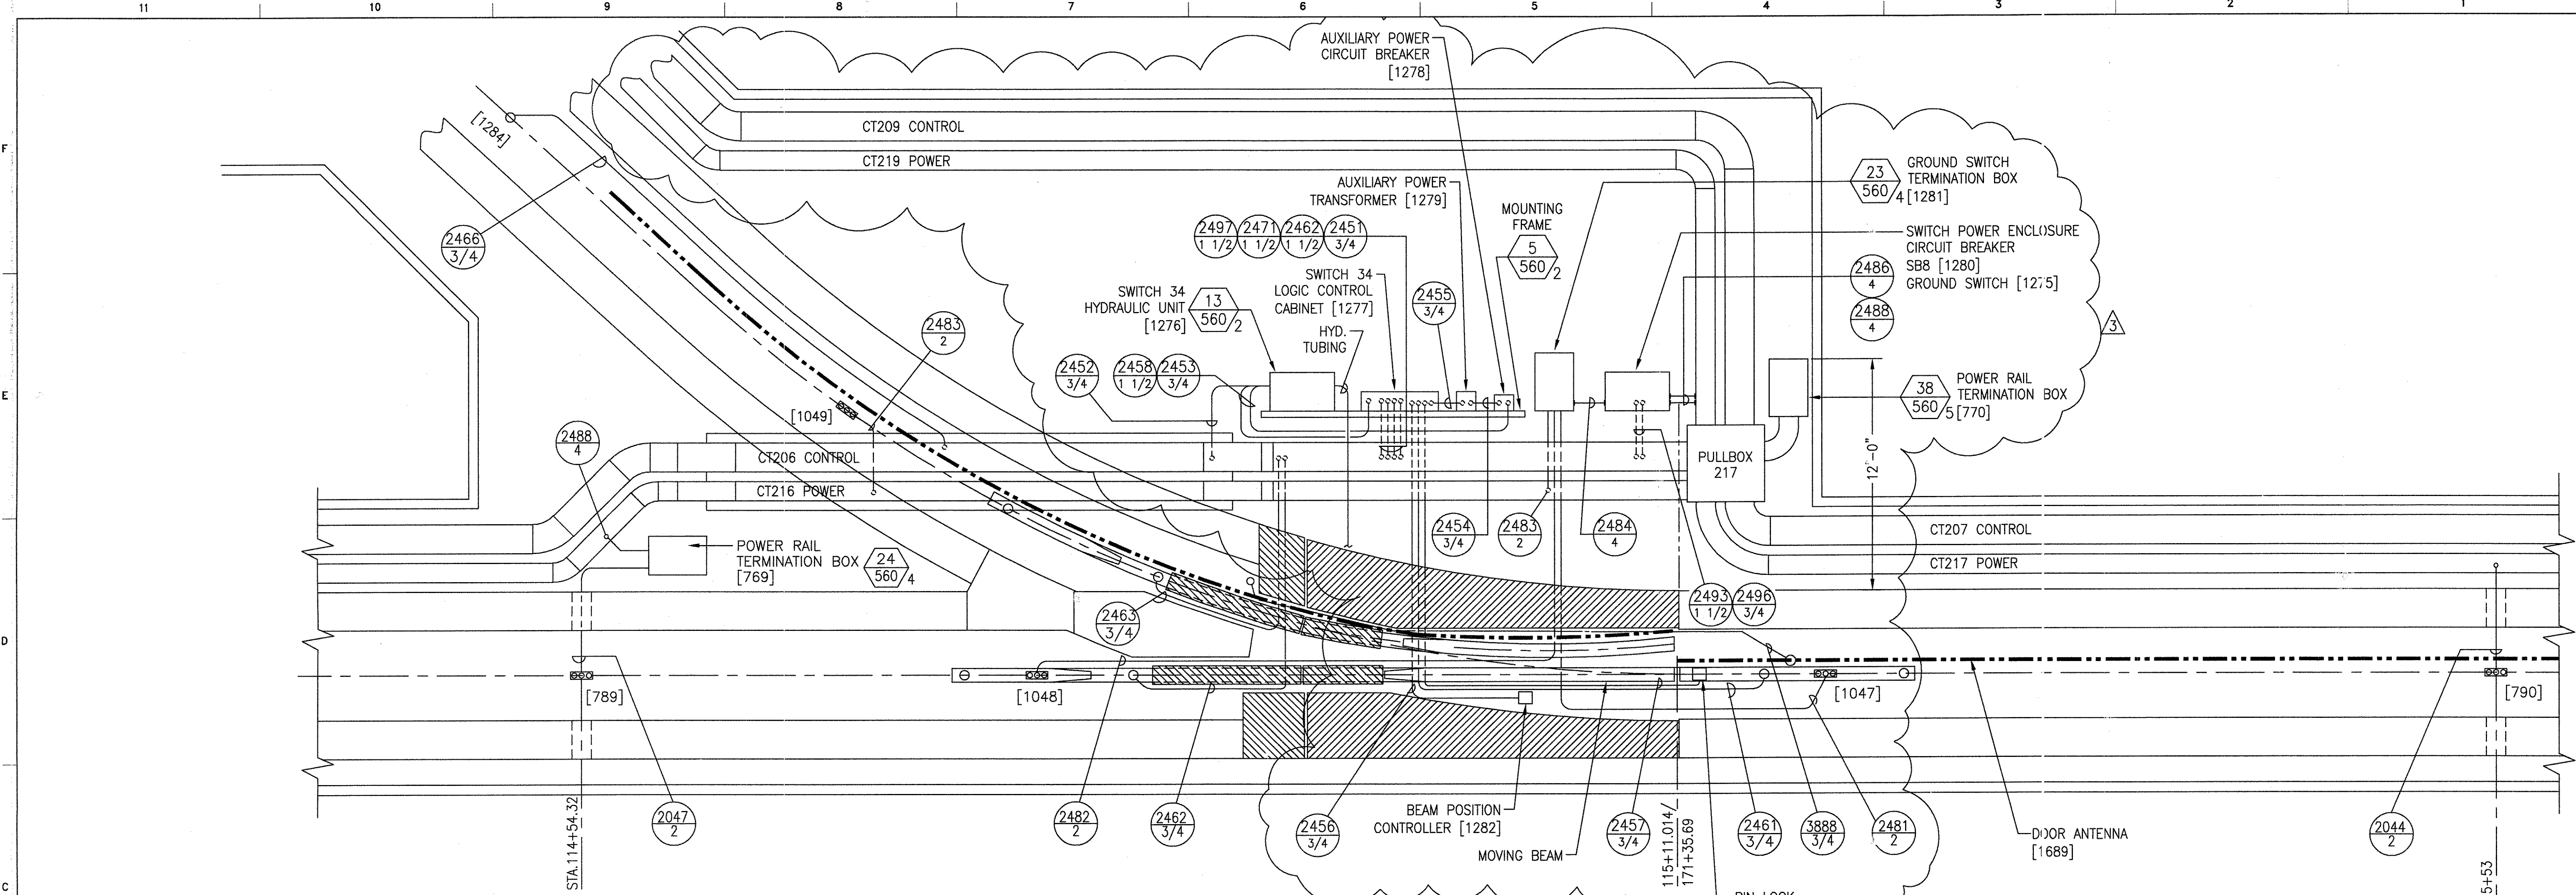 11
10
9
8
7
6
5
4
3
2
1
F
E
D
C
AUXILIARY POWER
CIRCUIT BREAKER
[1278]
[1284]
CT209 CONTROL
CT219 POWER
2466
3/4
AUXILIARY POWER
TRANSFORMER [1279]
MOUNTING
FRAME
5
560
2
23
560
4
GROUND SWITCH
TERMINATION BOX
[1281]
2497
1 1/2
2471
1 1/2
2462
1 1/2
2451
3/4
SWITCH POWER ENCLOSURE
CIRCUIT BREAKER
SB8 [1280]
GROUND SWITCH [1275]
2486
4
2488
4
SWITCH 34
HYDRAULIC UNIT
[1276]
13
560
2
SWITCH 34
LOGIC CONTROL
CABINET [1277]
HYD.
TUBING
2455
3/4
3
2483
2
2452
3/4
2458
1 1/2
2453
3/4
38
560
5
POWER RAIL
TERMINATION BOX
[770]
[1049]
2488
4
CT206 CONTROL
CT216 POWER
PULLBOX
217
12'-0"
2454
3/4
2483
2
2484
4
CT207 CONTROL
CT217 POWER
POWER RAIL
TERMINATION BOX
[769]
24
560
4
2463
3/4
2493
1 1/2
2496
3/4
[789]
[1048]
[1047]
[790]
STA.114+54.32
2047
2
2482
2
2462
3/4
2456
3/4
BEAM POSITION
CONTROLLER [1282]
MOVING BEAM
2457
3/4
115+11.014/
171+35.69
2461
3/4
3888
3/4
2481
2
DOOR ANTENNA
[1689]
2044
2
5+53
PIN LOCK